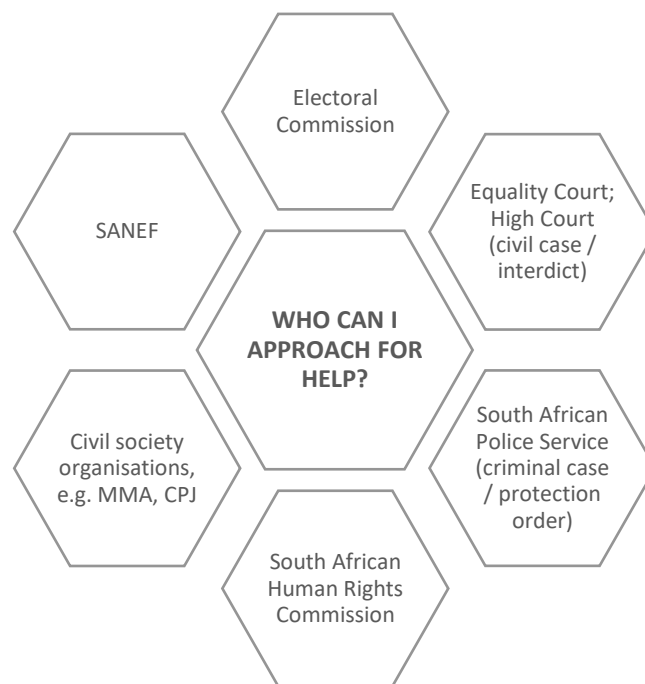 Electoral
Commission
Equality Court;
High Court
(civil case /
interdict)
SANEF
WHO CAN I
APPROACH FOR
HELP?
South African
Police Service
(criminal case
/ protection
order)
Civil society
organisations,
e.g. MMA, CPJ
South African
Human Rights
Commission